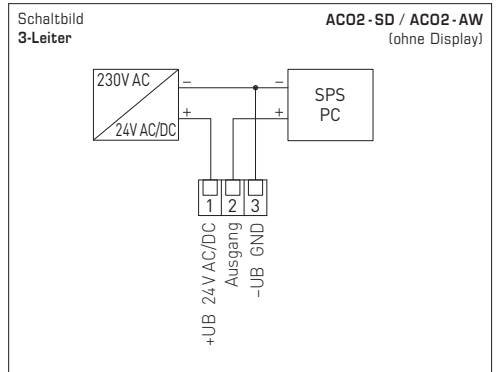 Schaltbild
3-Leiter
ACO2-SD / ACO2-AW
(ohne Display)
230V AC
24V AC/DC
–
+
–
+
SPS
PC
1 2 3
+UB 24 V AC/DC
Ausgang
–UB GND